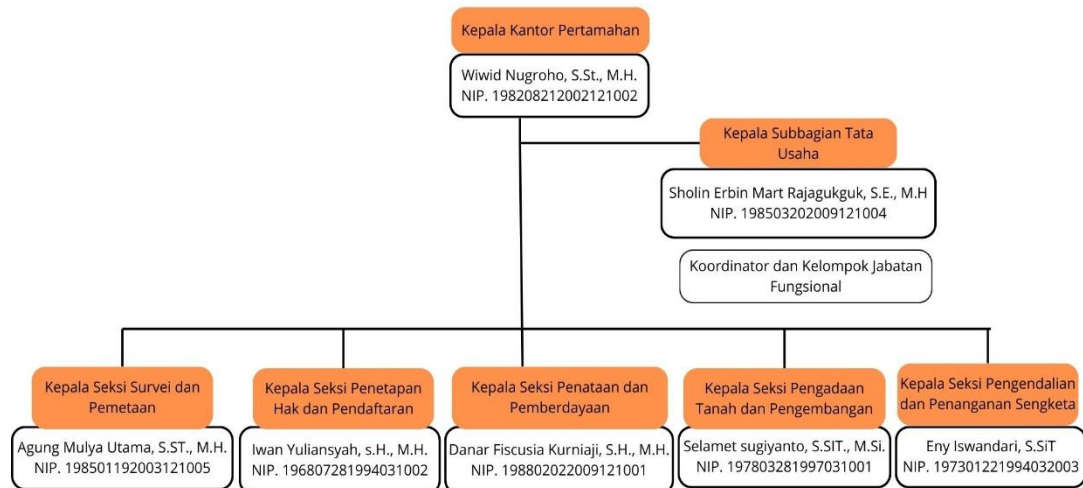 Kepala Kantor Pertamahan
Wiwid Nugroho, S.St., M.H.
NIP. 198208212002121002
Kepala Subbagian Tata
Usaha
Sholin Erbin Mart Rajagukguk, S.E., M.H
NIP. 198503202009121004
Koordinator dan Kelompok Jabatan
Fungsional
Kepala Seksi Survei dan
Pemetaan
Agung Mulya Utama, S.ST., M.H.
NIP. 198501192003121005
Kepala Seksi Penetapan
Hak dan Pendaftaran
Iwan Yuliansyah, s.H., M.H.
NIP. 196807281994031002
Kepala Seksi Penataan dan
Pemberdayaan
Danar Fiscusia Kurniaji, S.H., M.H.
NIP. 198802022009121001
Kepala Seksi Pengadaan
Tanah dan Pengembangan
Selamet sugiyanto, S.SIT., M.Si.
NIP. 197803281997031001
Kepala Seksi Pengendalian
dan Penanganan Sengketa
Eny Iswandari, S.SiT
NIP. 197301221994032003